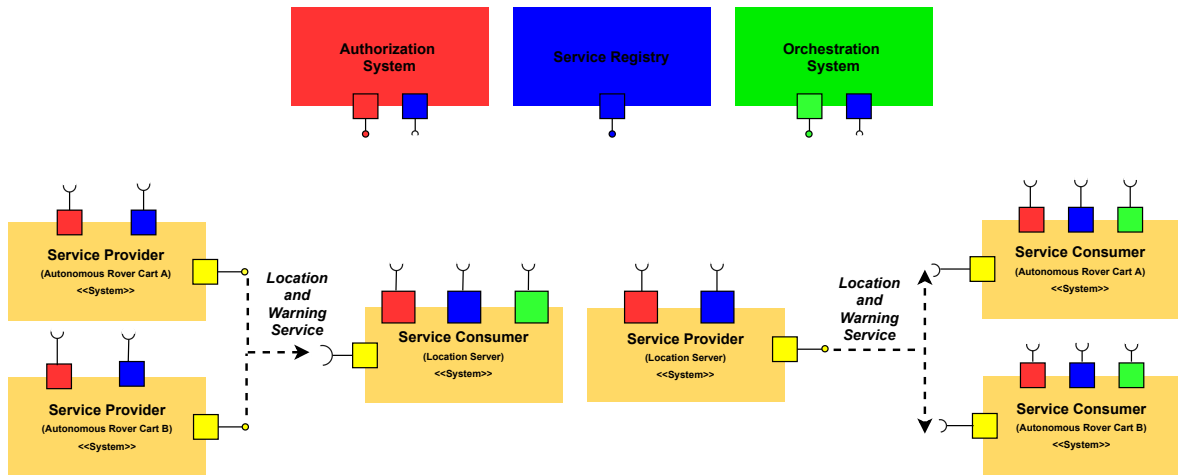 Authorization
System
Service Registry
Orchestration
System
Service Provider
(Autonomous Rover Cart A)
<<System>>
Service Provider
(Autonomous Rover Cart B)
<<System>>
Location
and
Warning
Service
Service Consumer
(Location Server)
<<System>>
Service Provider
(Location Server)
<<System>>
Location
and
Warning
Service
Service Consumer
(Autonomous Rover Cart A)
<<System>>
Service Consumer
(Autonomous Rover Cart B)
<<System>>